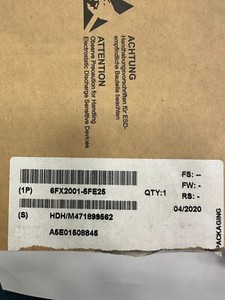 ACHTUNG
Handhabungsvorschriften für ESD-
empfindliche Bauteile beachten
ATTENTION
Observe Precaution for Handling
Electrostatic Discharge Sensitive Devices
(1P) 6FX2001-5FE25
QTY:1
FS: --
FW: -
RS: -
04/2020
(S) HDH/M471899562
A5E01508845
PACKAGING